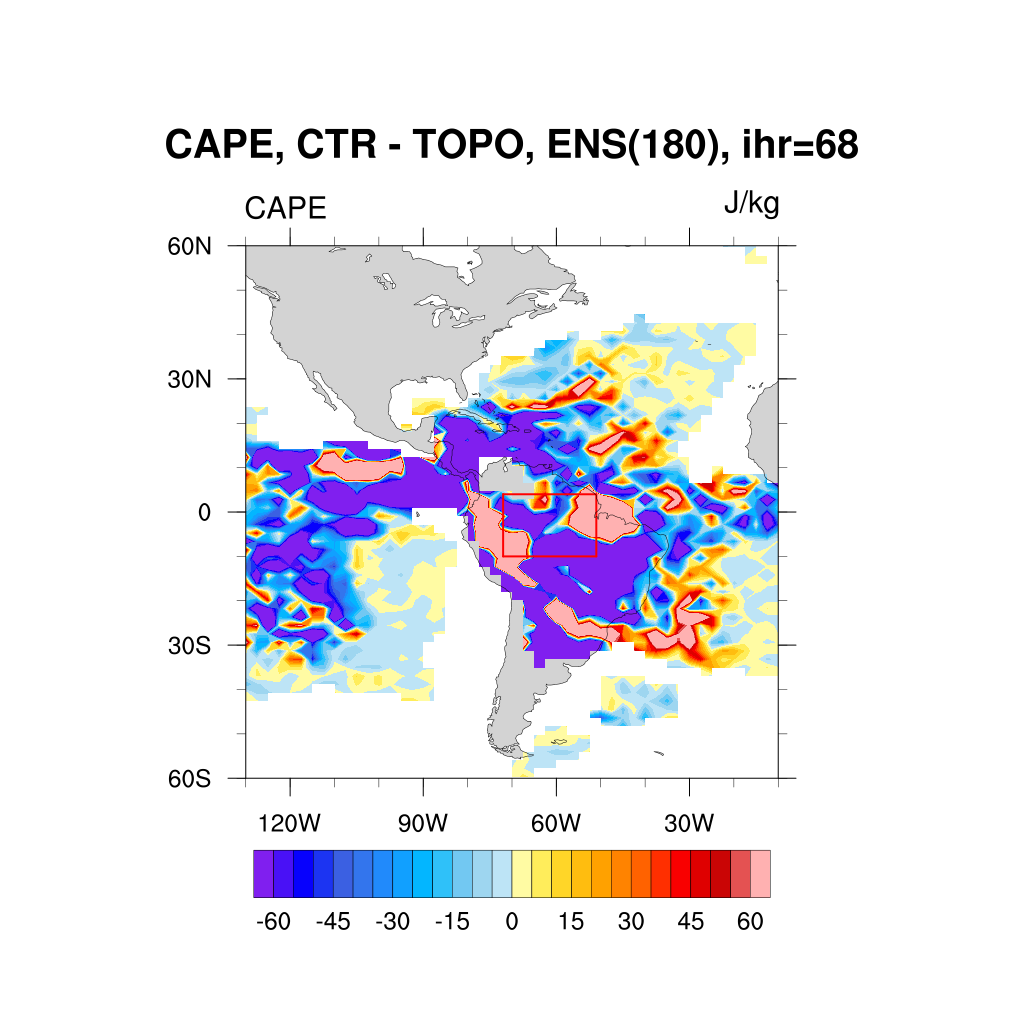 CAPE, CTR - TOPO, ENS(180), ihr=68
CAPE J/kg
60N
30N
0
30S
60S
120W 90W 60W 30W
-60 -45 -30 -15 0 15 30 45 60